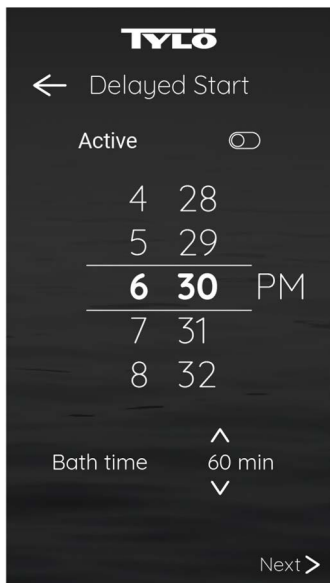 TYLÖ
Delayed Start
Active
4 28
5 29
6 30 PM
7 31
8 32
Bath time 60 min
Next